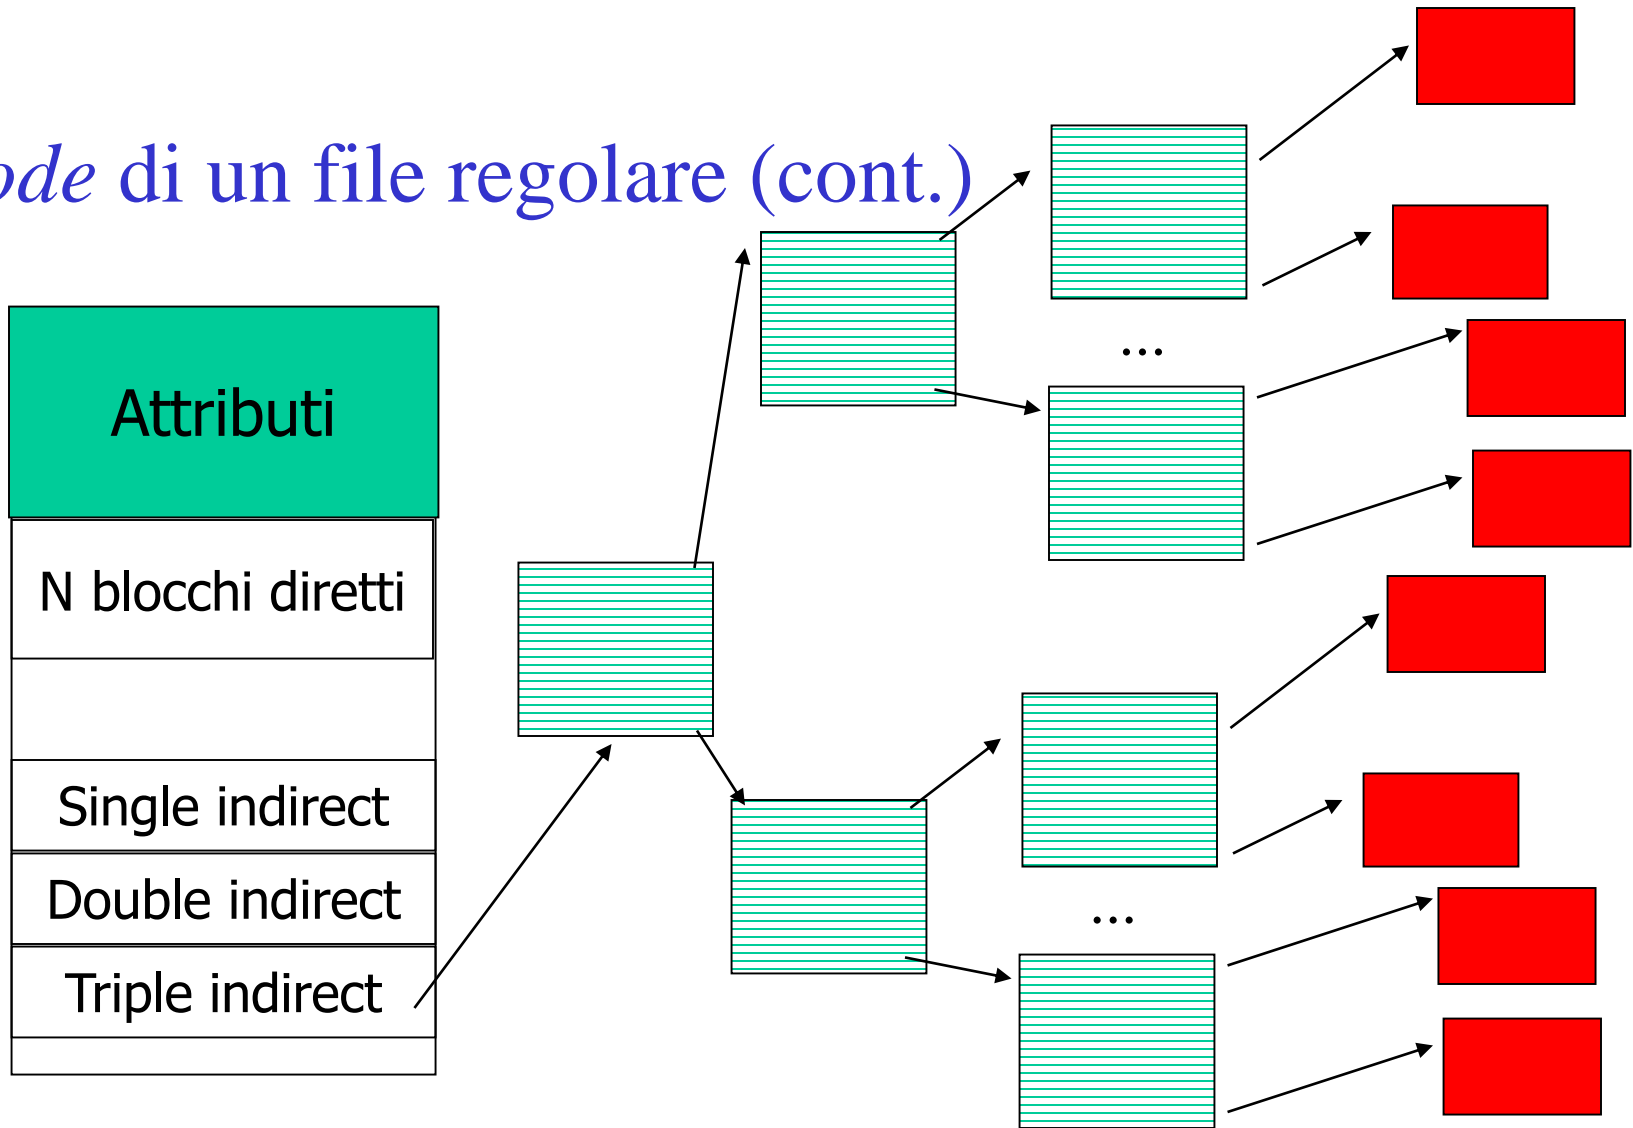 ode di un file regolare (cont.)
...
Attributi
N blocchi diretti
Single indirect
Double indirect
...
Triple indirect